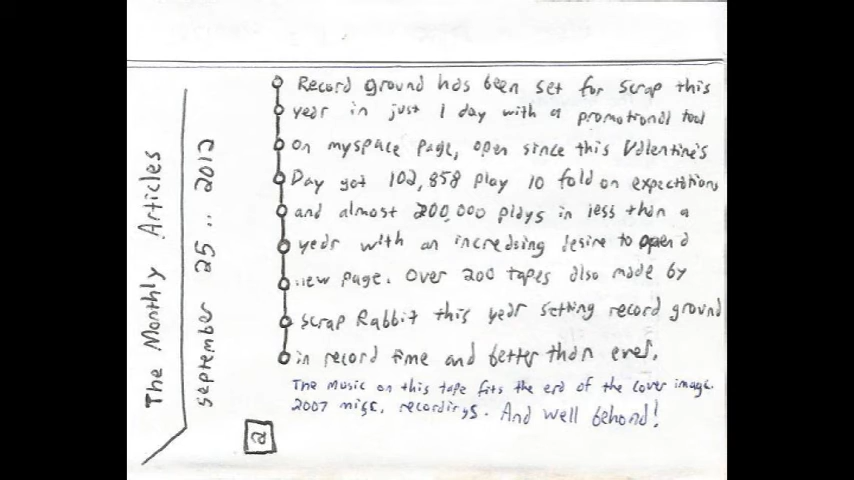 The Monthly Articles
September 25 .. 2012
Record ground has been set for scrap this
year in just 1 day with a promotional tool
on myspace page, open since this Valentine's
Day got 102,858 play 10 fold on expectations
and almost 200,000 plays in less than a
year with an increasing desire to open a
new page. Over 200 tapes also made by
Scrap Rabbit this year setting record ground
in record time and better than ever.
The music on this tape fits the era of the cover image.
2007 misc. recordings. And well behond!
a